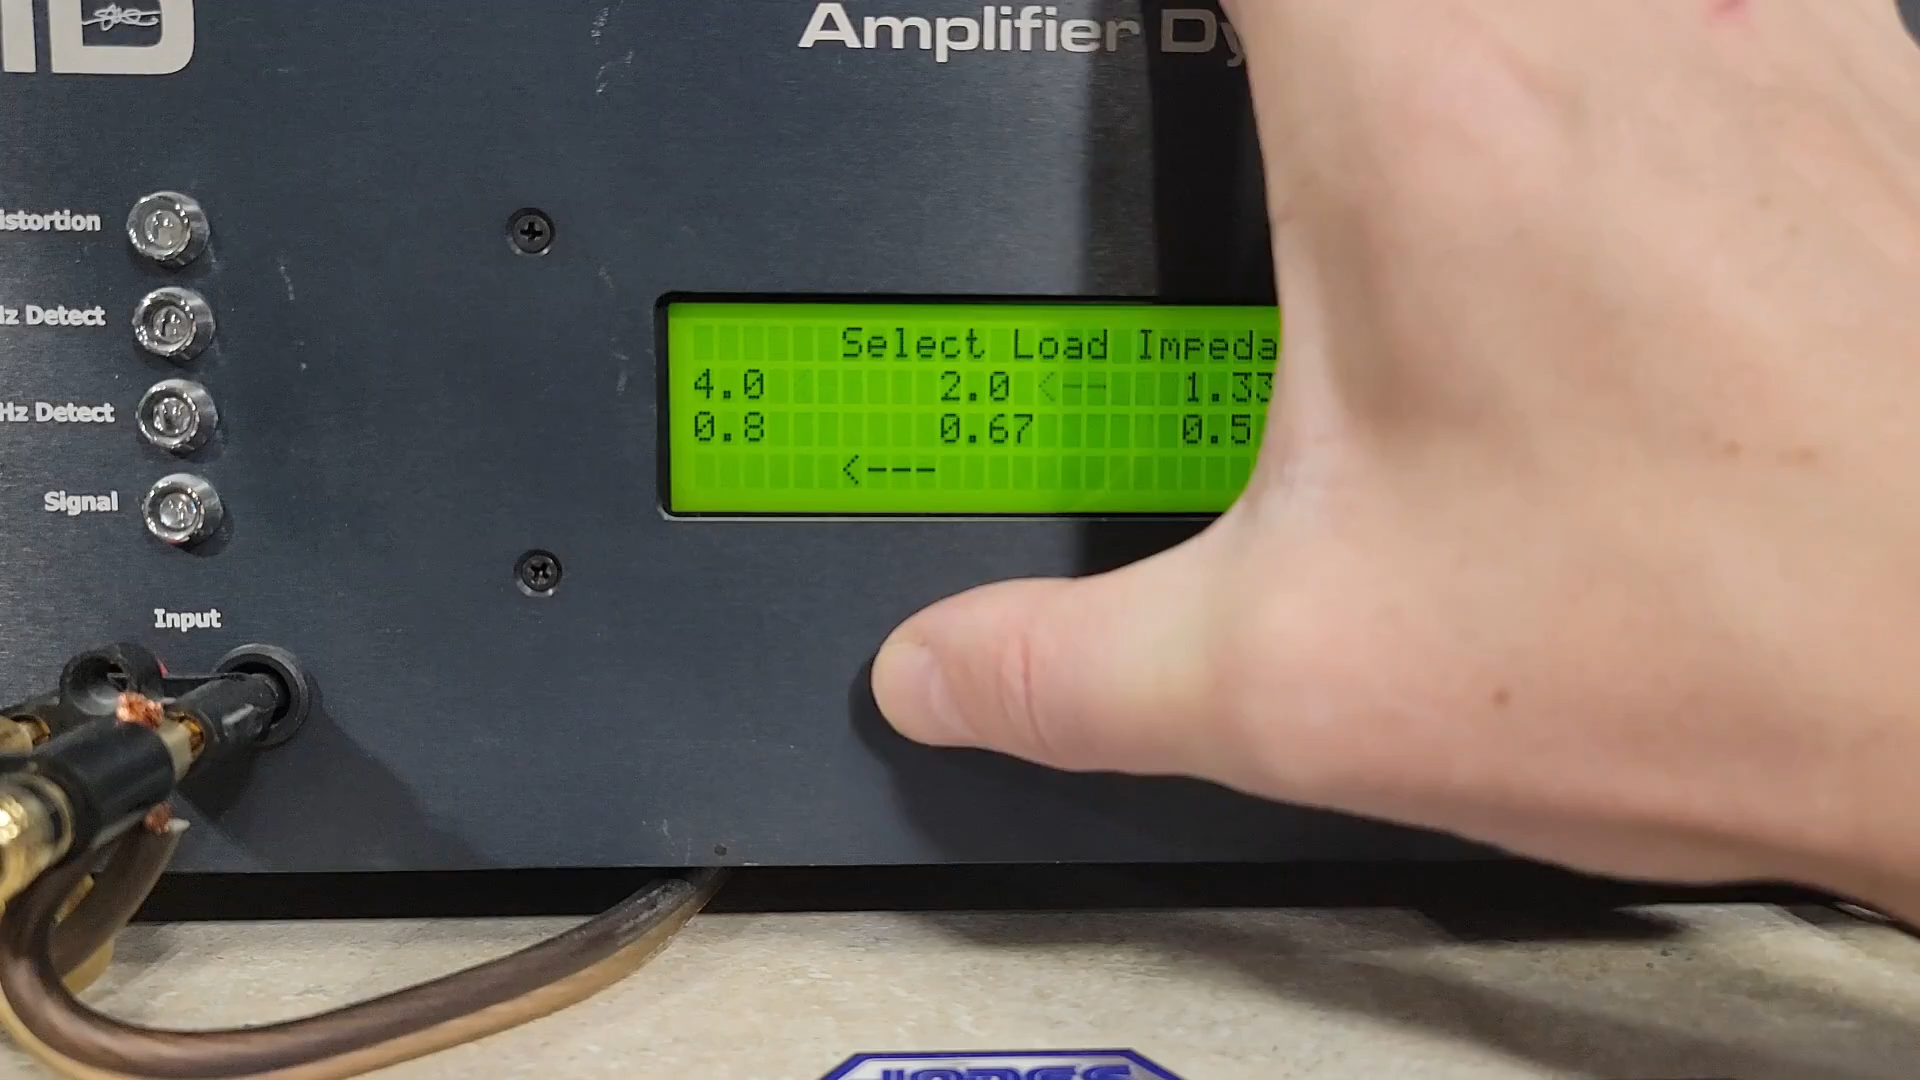 Amplifier Dy
istortion
Hz Detect
Hz Detect
Signal
Input
Select Load Impeda
4.0 2.0 <-- 1.33
0.8 0.67 0.5
<---